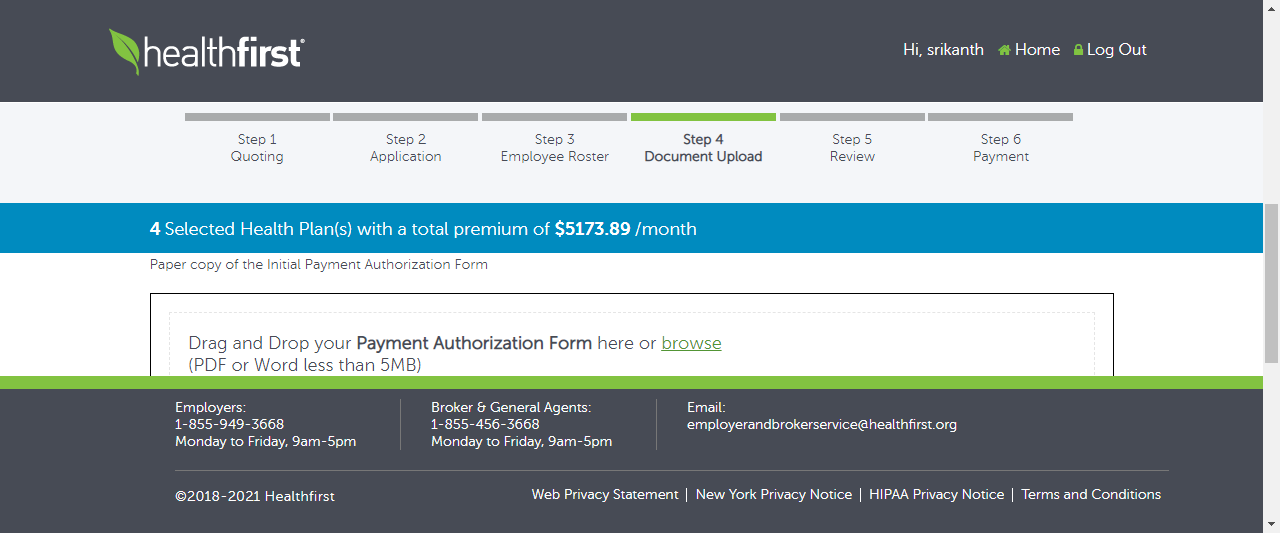 healthfirst®
Hi, srikanth Home Log Out
Step 1
Quoting
Step 2
Application
Step 3
Employee Roster
Step 4
Document Upload
Step 5
Review
Step 6
Payment
4 Selected Health Plan(s) with a total premium of $5173.89 /month
Paper copy of the Initial Payment Authorization Form
Drag and Drop your Payment Authorization Form here or browse
(PDF or Word less than 5MB)
Employers:
1-855-949-3668
Monday to Friday, 9am-5pm
Broker & General Agents:
1-855-456-3668
Monday to Friday, 9am-5pm
Email:
employerandbrokerservice@healthfirst.org
©2018-2021 Healthfirst
Web Privacy Statement | New York Privacy Notice | HIPAA Privacy Notice | Terms and Conditions